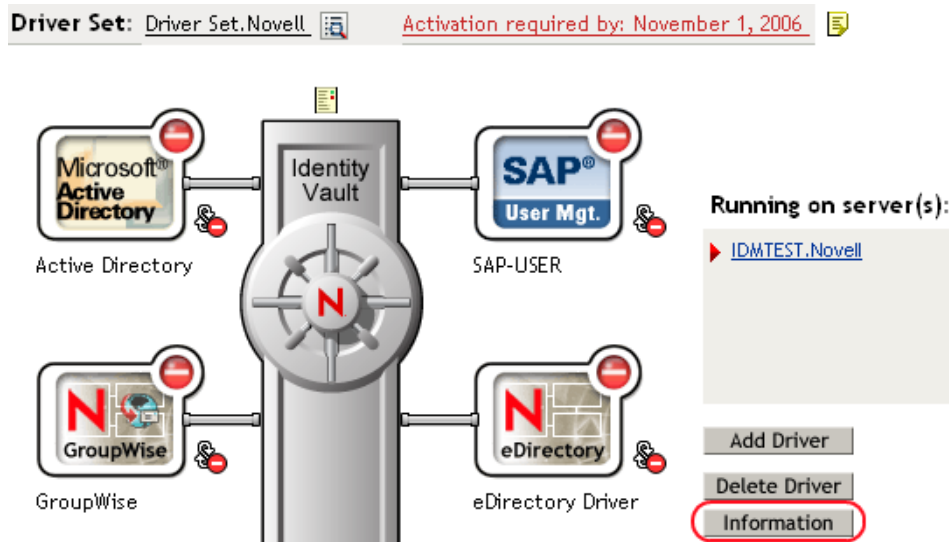 Driver Set: Driver Set.Novell Activation required by: November 1, 2006
Microsoft®
Active
Directory
Active Directory
Identity
Vault
N
SAP®
User Mgt.
SAP-USER
Running on server(s):
IDMTEST.Novell
N
GroupWise
GroupWise
N
eDirectory
eDirectory Driver
Add Driver
Delete Driver
Information